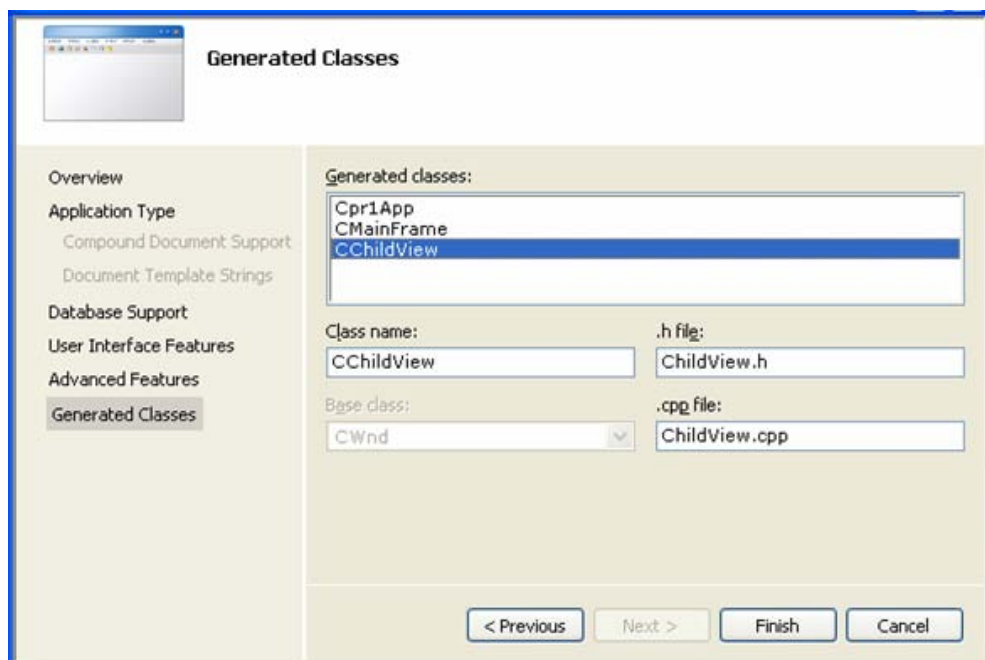 Generated Classes
Overview
Application Type
Compound Document Support
Document Template Strings
Database Support
User Interface Features
Advanced Features
Generated Classes
Generated classes:
Cpr1App
CMainFrame
CChildView
Class name:
CChildView
.h file:
ChildView.h
Base class:
CWnd
.cpp file:
ChildView.cpp
< Previous
Next >
Finish
Cancel